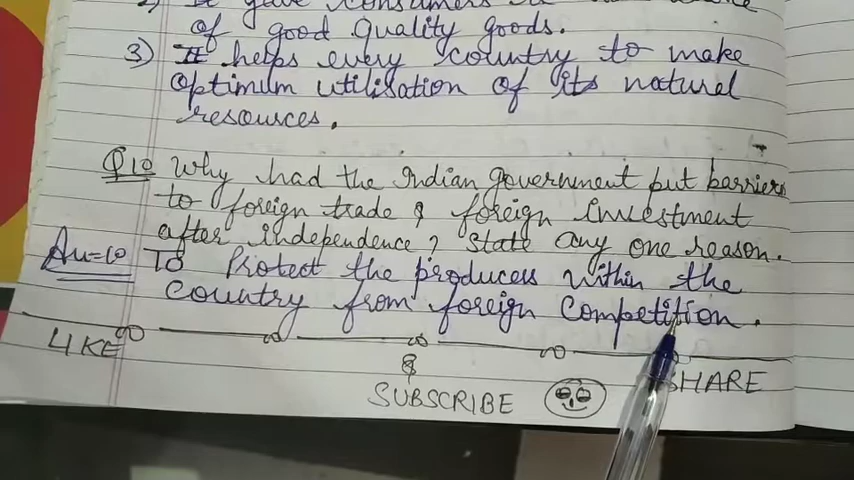 of good quality goods.
3) It helps every country to make
optimum utilisation of its natural
resources.
Q10 Why had the Indian government put barriers
to foreign trade & foreign investment
after independence? State any one reason.
An=10 To Protect the producers within the
Country from foreign Competition.
LIKE
&
SUBSCRIBE
SHARE